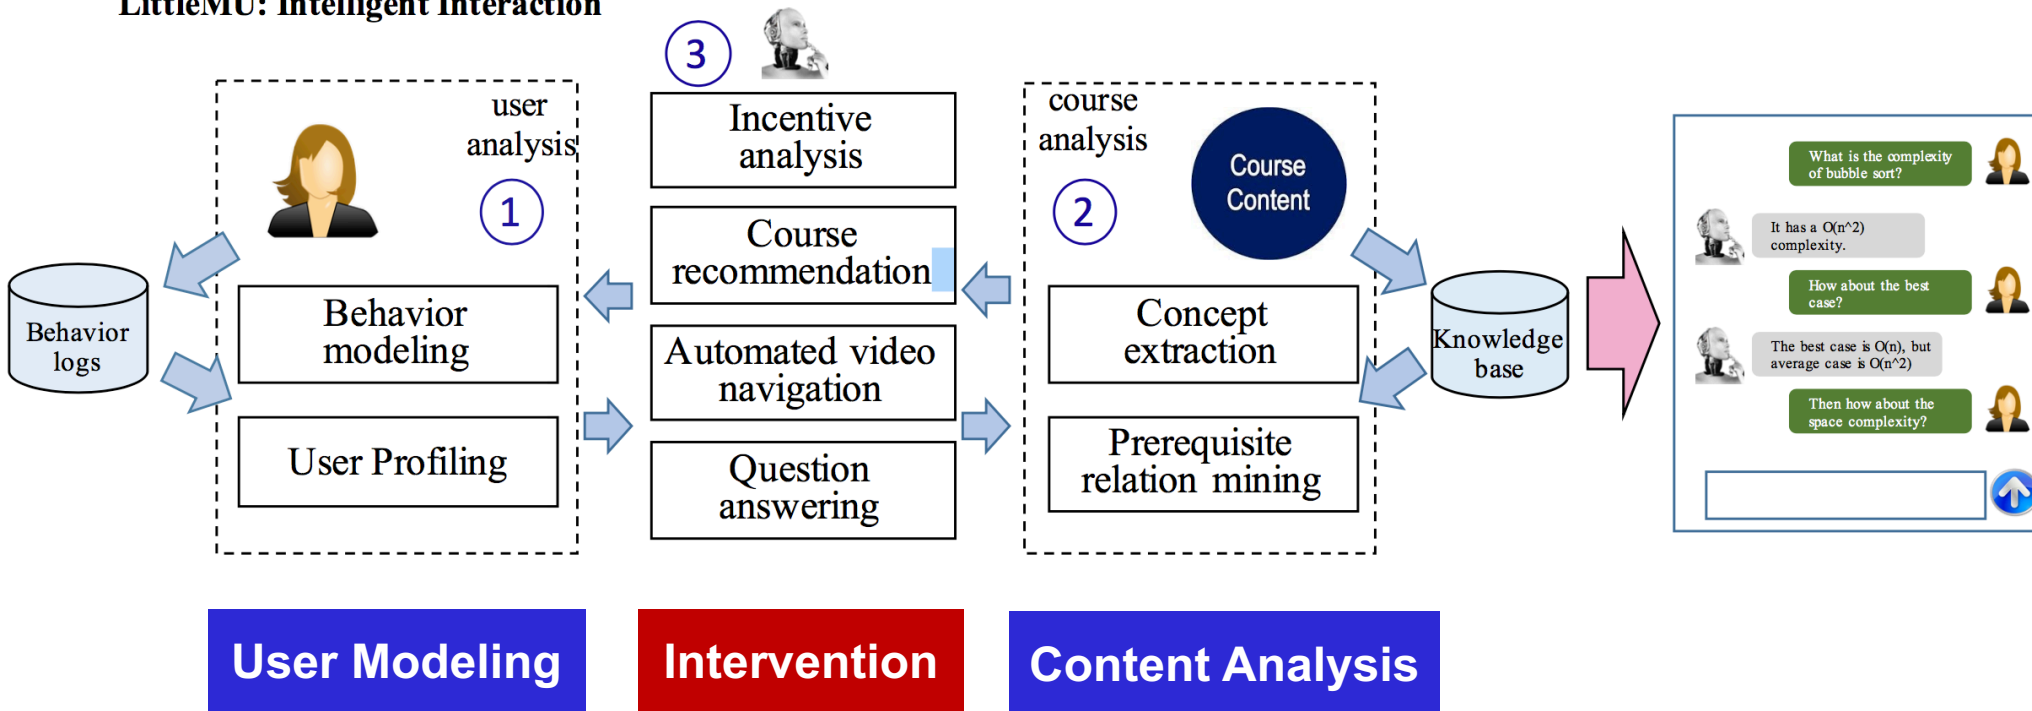 LittleMU: Intelligent Interaction
user
analysis
1
Behavior
logs
Behavior
modeling
User Profiling
3
Incentive
analysis
Course
recommendation
Automated video
navigation
Question
answering
course
analysis
2
Course
Content
Concept
extraction
Prerequisite
relation mining
Knowledge
base
What is the complexity
of bubble sort?
It has a O(n^2)
complexity.
How about the best
case?
The best case is O(n), but
average case is O(n^2)
Then how about the
space complexity?
User Modeling
Intervention
Content Analysis